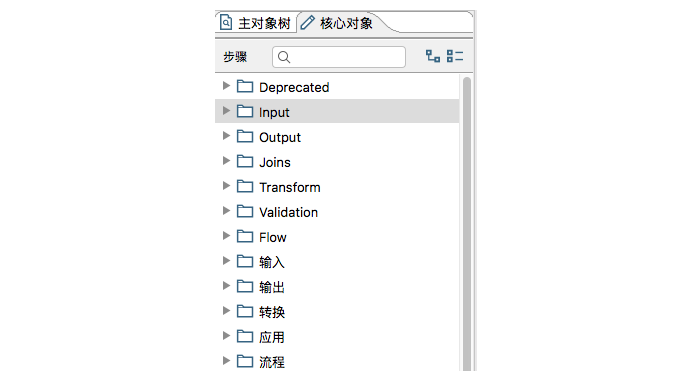 主对象树 核心对象
步骤
Deprecated
Input
Output
Joins
Transform
Validation
Flow
输入
输出
转换
应用
流程